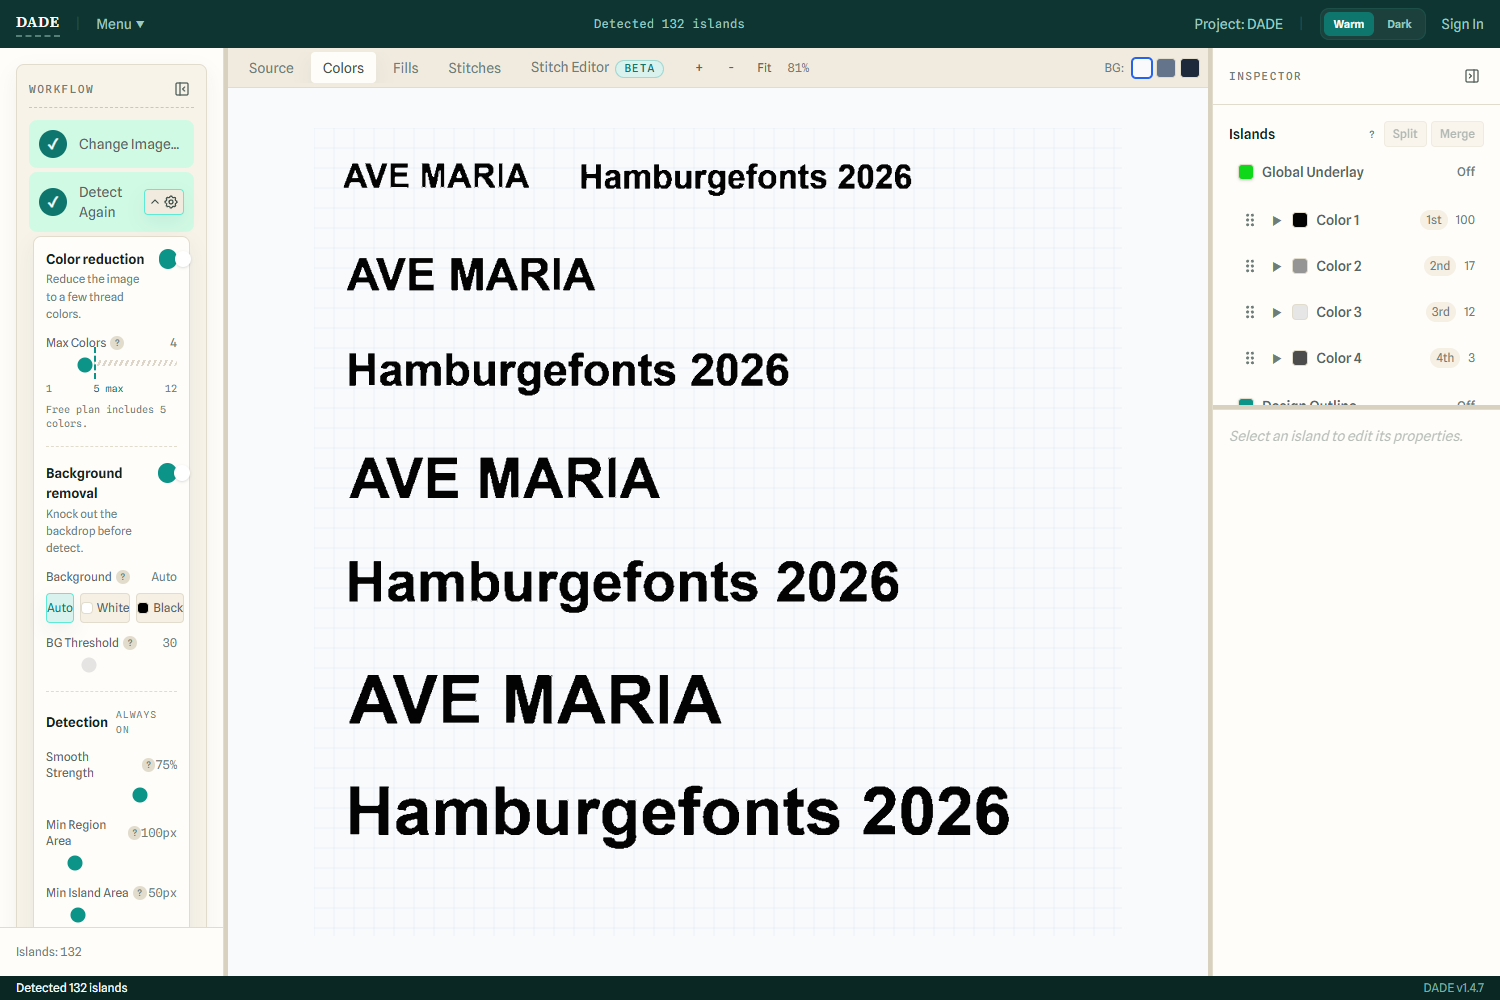 DADE Menu ▼ Detected 132 islands Project: DADE Warm Dark Sign In
WORKFLOW
Change Image...
Detect
Again
Color reduction
Reduce the image
to a few thread
colors.
Max Colors ? 4
1 5 max 12
Free plan includes 5
colors.
Background
removal
Knock out the
backdrop before
detect.
Background ? Auto
Auto White Black
BG Threshold ? 30
Detection ALWAYS
ON
Smooth
Strength ? 75%
Min Region
Area ? 100px
Min Island Area ? 50px
Islands: 132
Source Colors Fills Stitches Stitch Editor BETA + - Fit 81% BG:
AVE MARIA Hamburgefonts 2026
AVE MARIA
Hamburgefonts 2026
AVE MARIA
Hamburgefonts 2026
AVE MARIA
Hamburgefonts 2026
INSPECTOR
Islands ? Split Merge
Global Underlay Off
Color 1 1st 100
Color 2 2nd 17
Color 3 3rd 12
Color 4 4th 3
Design Outline Off
Select an island to edit its properties.
Detected 132 islands DADE v1.4.7